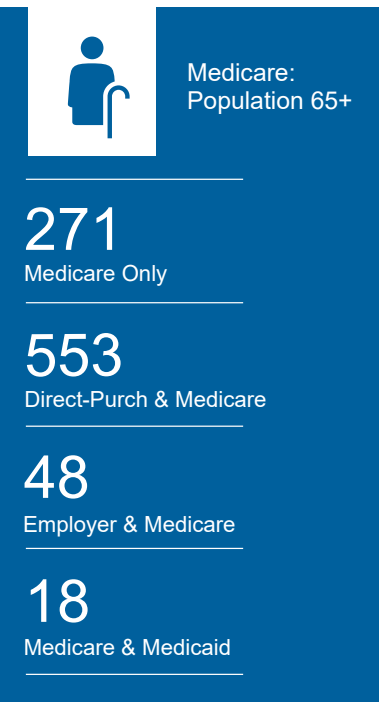 Medicare:
Population 65+
271
Medicare Only
553
Direct-Purch & Medicare
48
Employer & Medicare
18
Medicare & Medicaid